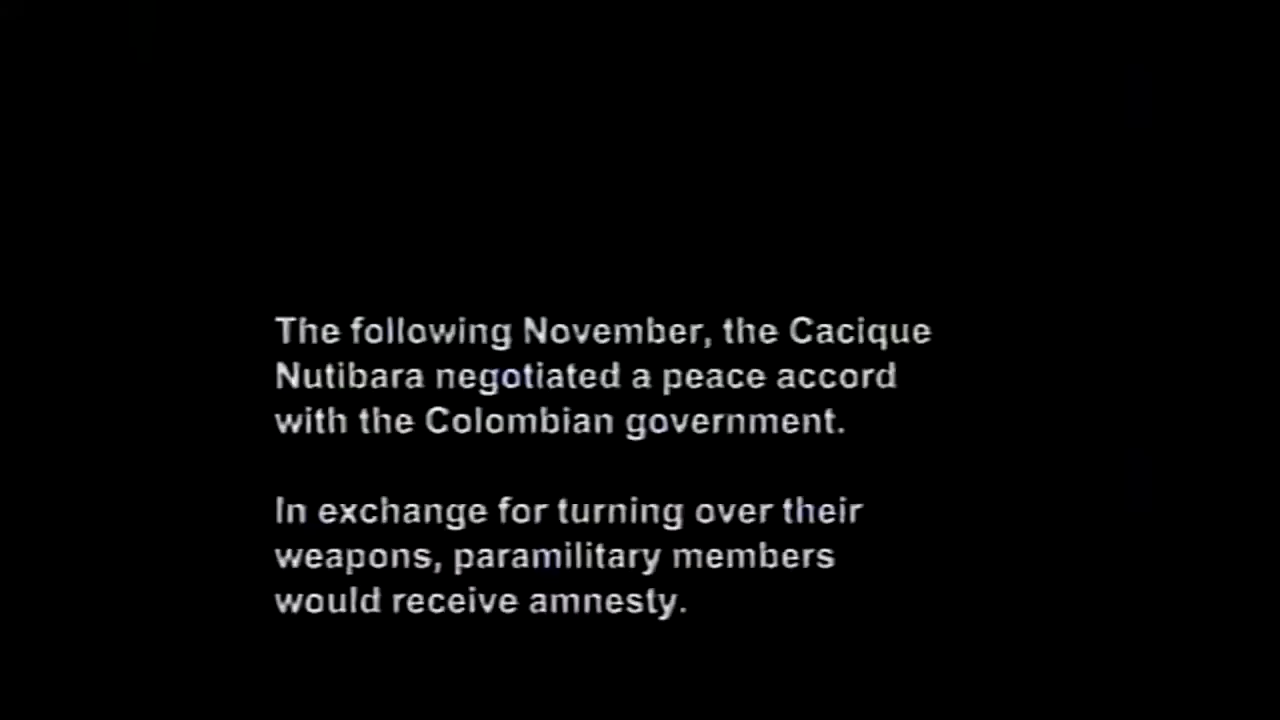 The following November, the Cacique
Nutibara negotiated a peace accord
with the Colombian government.
In exchange for turning over their
weapons, paramilitary members
would receive amnesty.